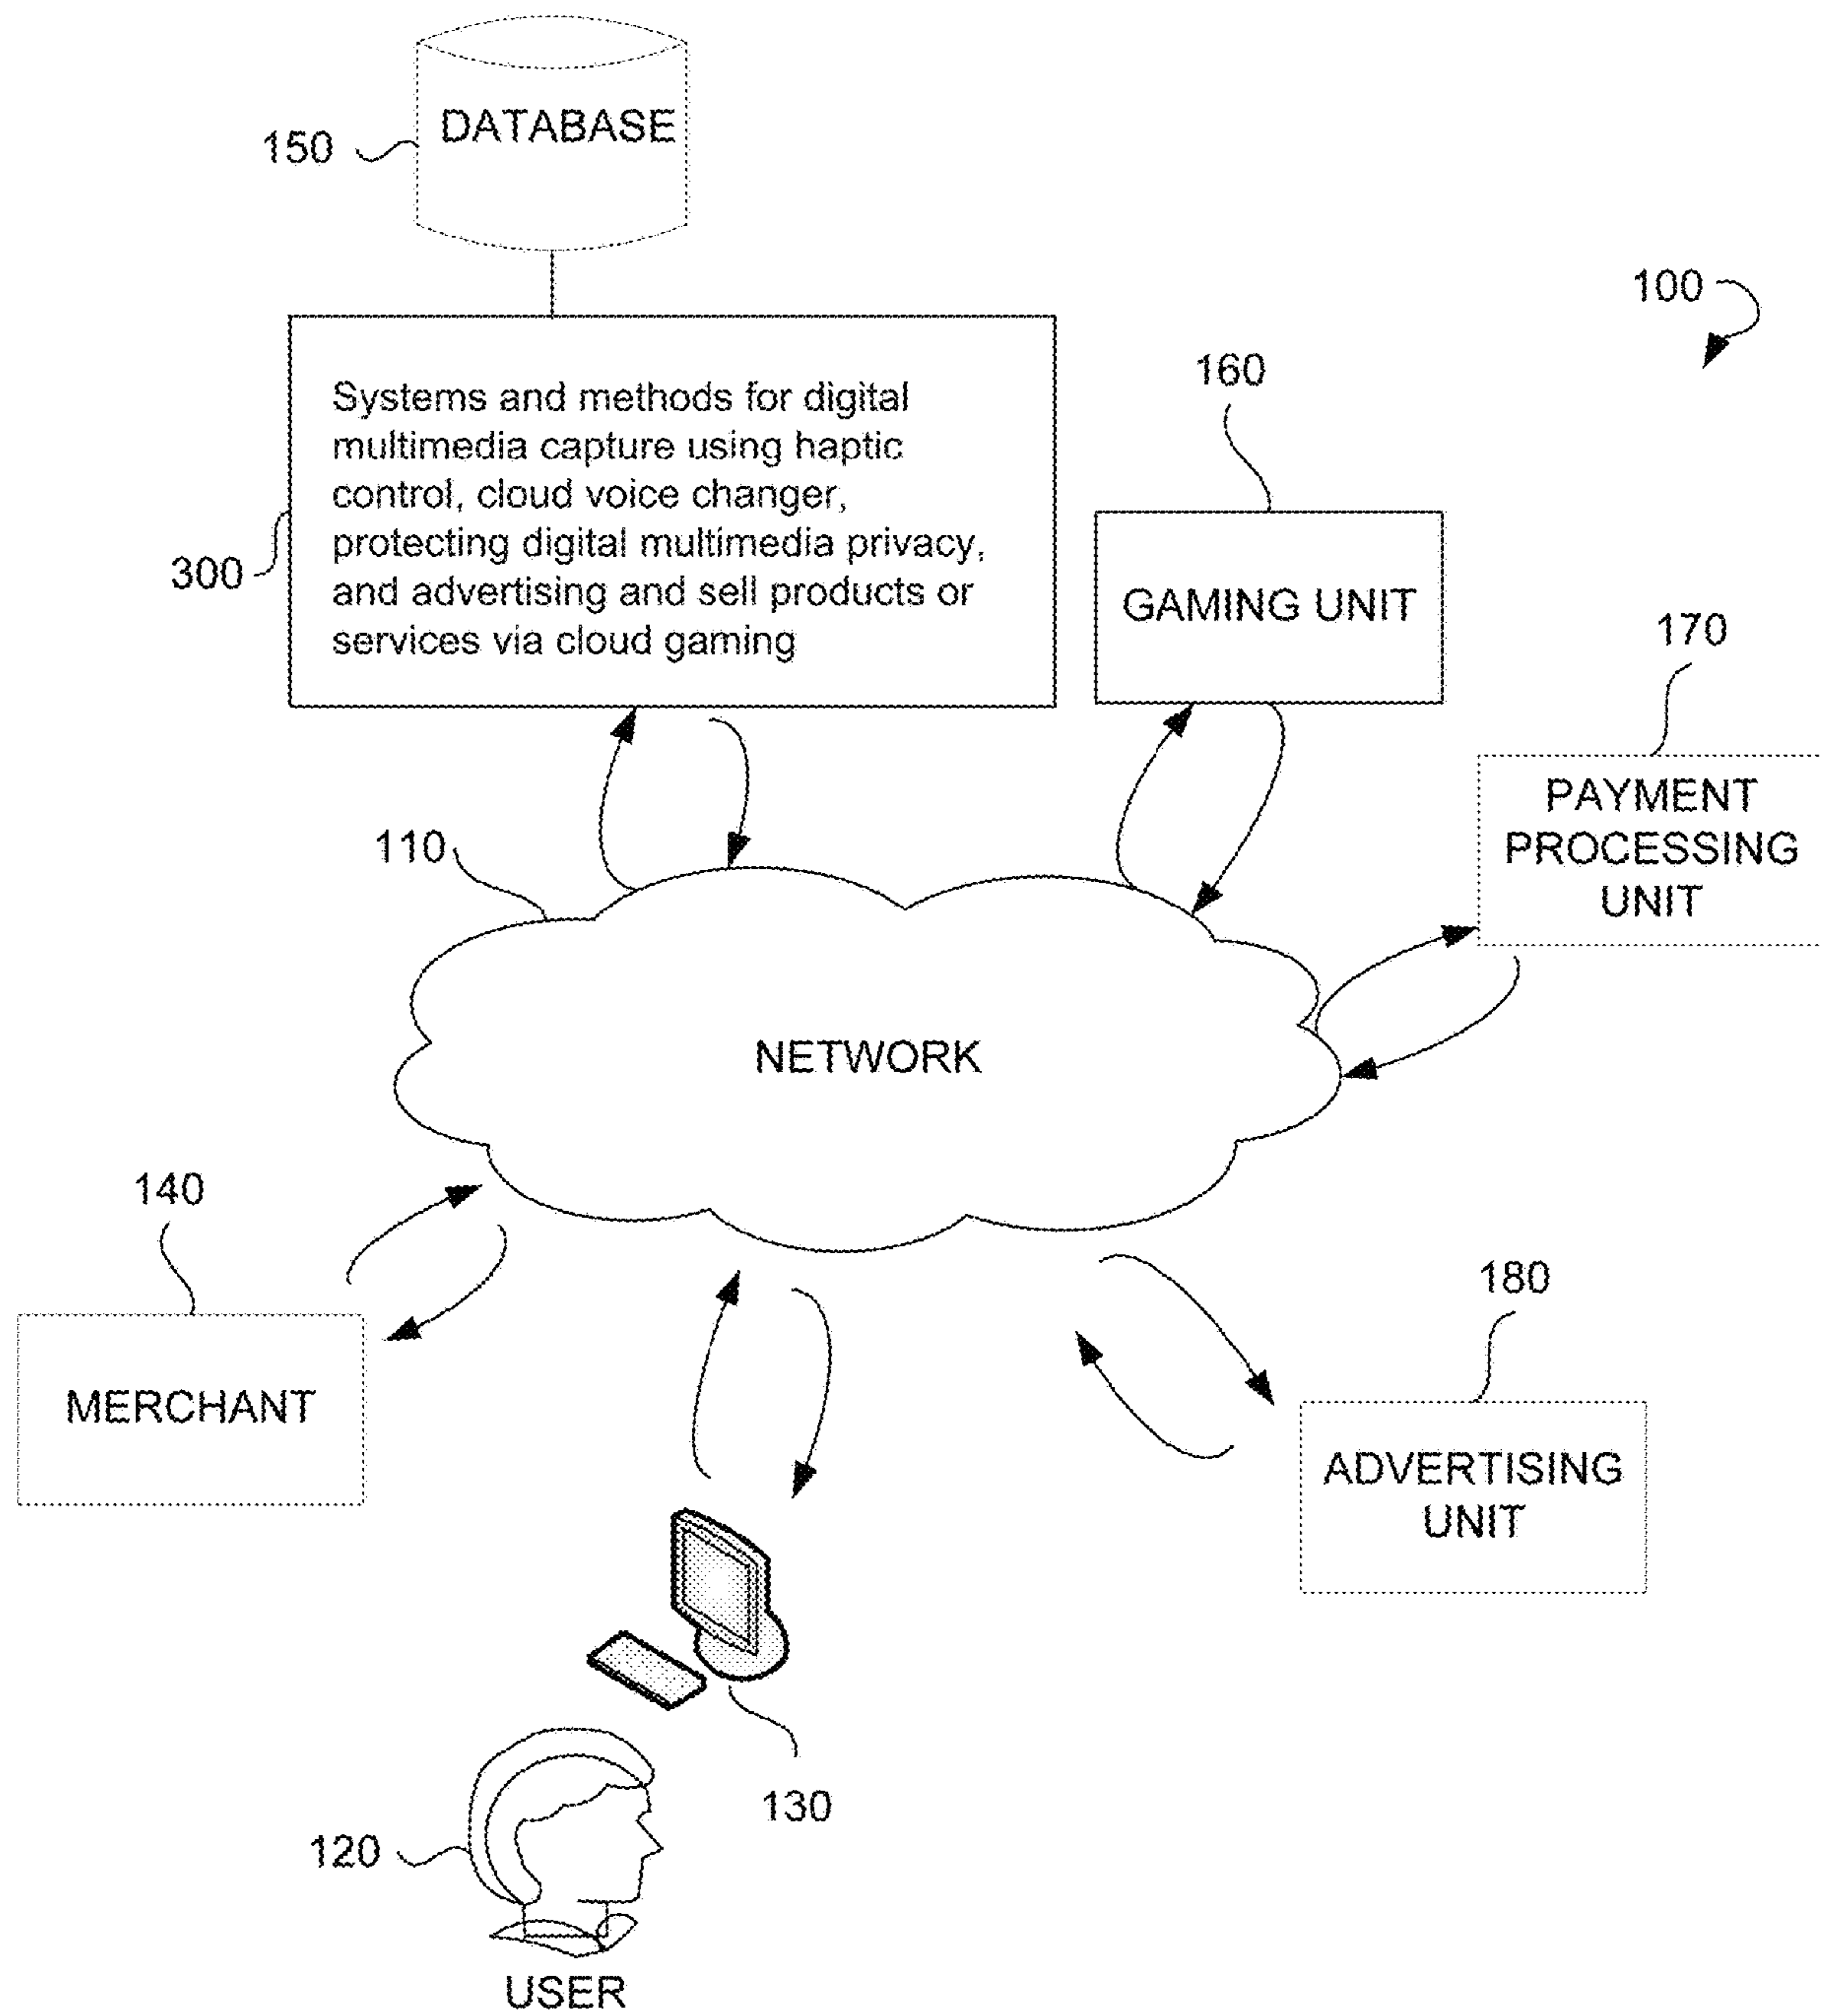 DATABASE
150
100
Systems and methods for digital
multimedia capture using haptic
control, cloud voice changer,
protecting digital multimedia privacy,
and advertising and sell products or
services via cloud gaming
300
160
GAMING UNIT
170
PAYMENT
PROCESSING
UNIT
110
NETWORK
140
MERCHANT
180
ADVERTISING
UNIT
130
120
USER